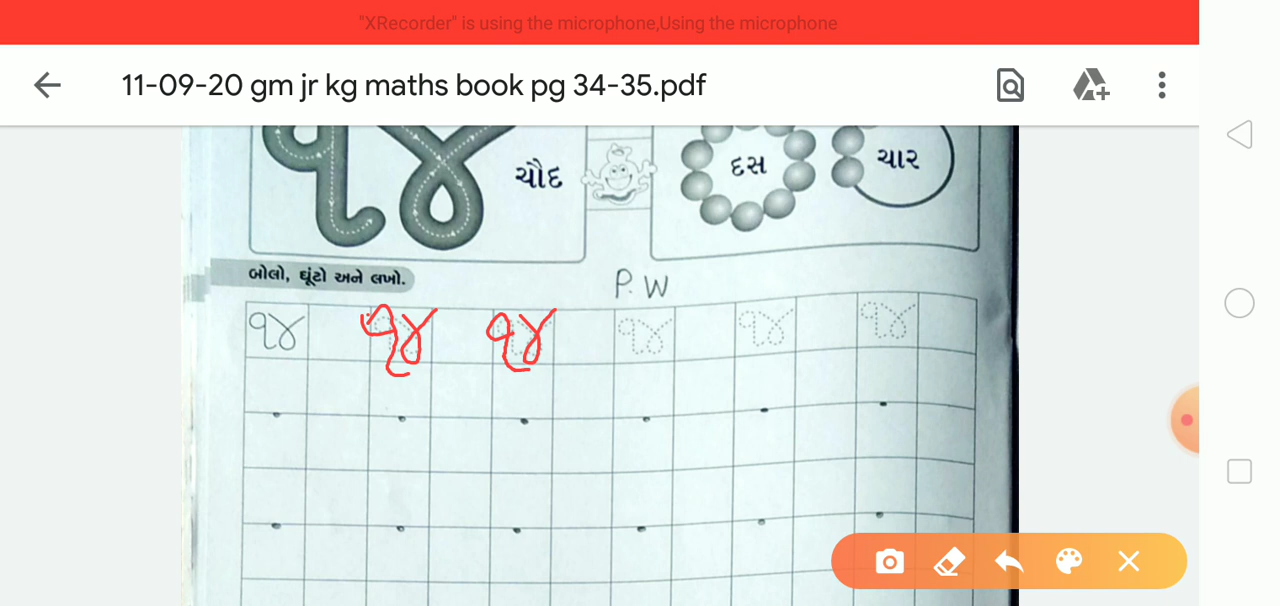 "XRecorder" is using the microphone,Using the microphone
11-09-20 gm jr kg maths book pg 34-35.pdf
૧૪ ચૌદ દસ ચાર
બોલો, ઘૂંટો અને લખો.
P. W
૧૪ ૧૪ ૧૪ ૧૪ ૧૪ ૧૪